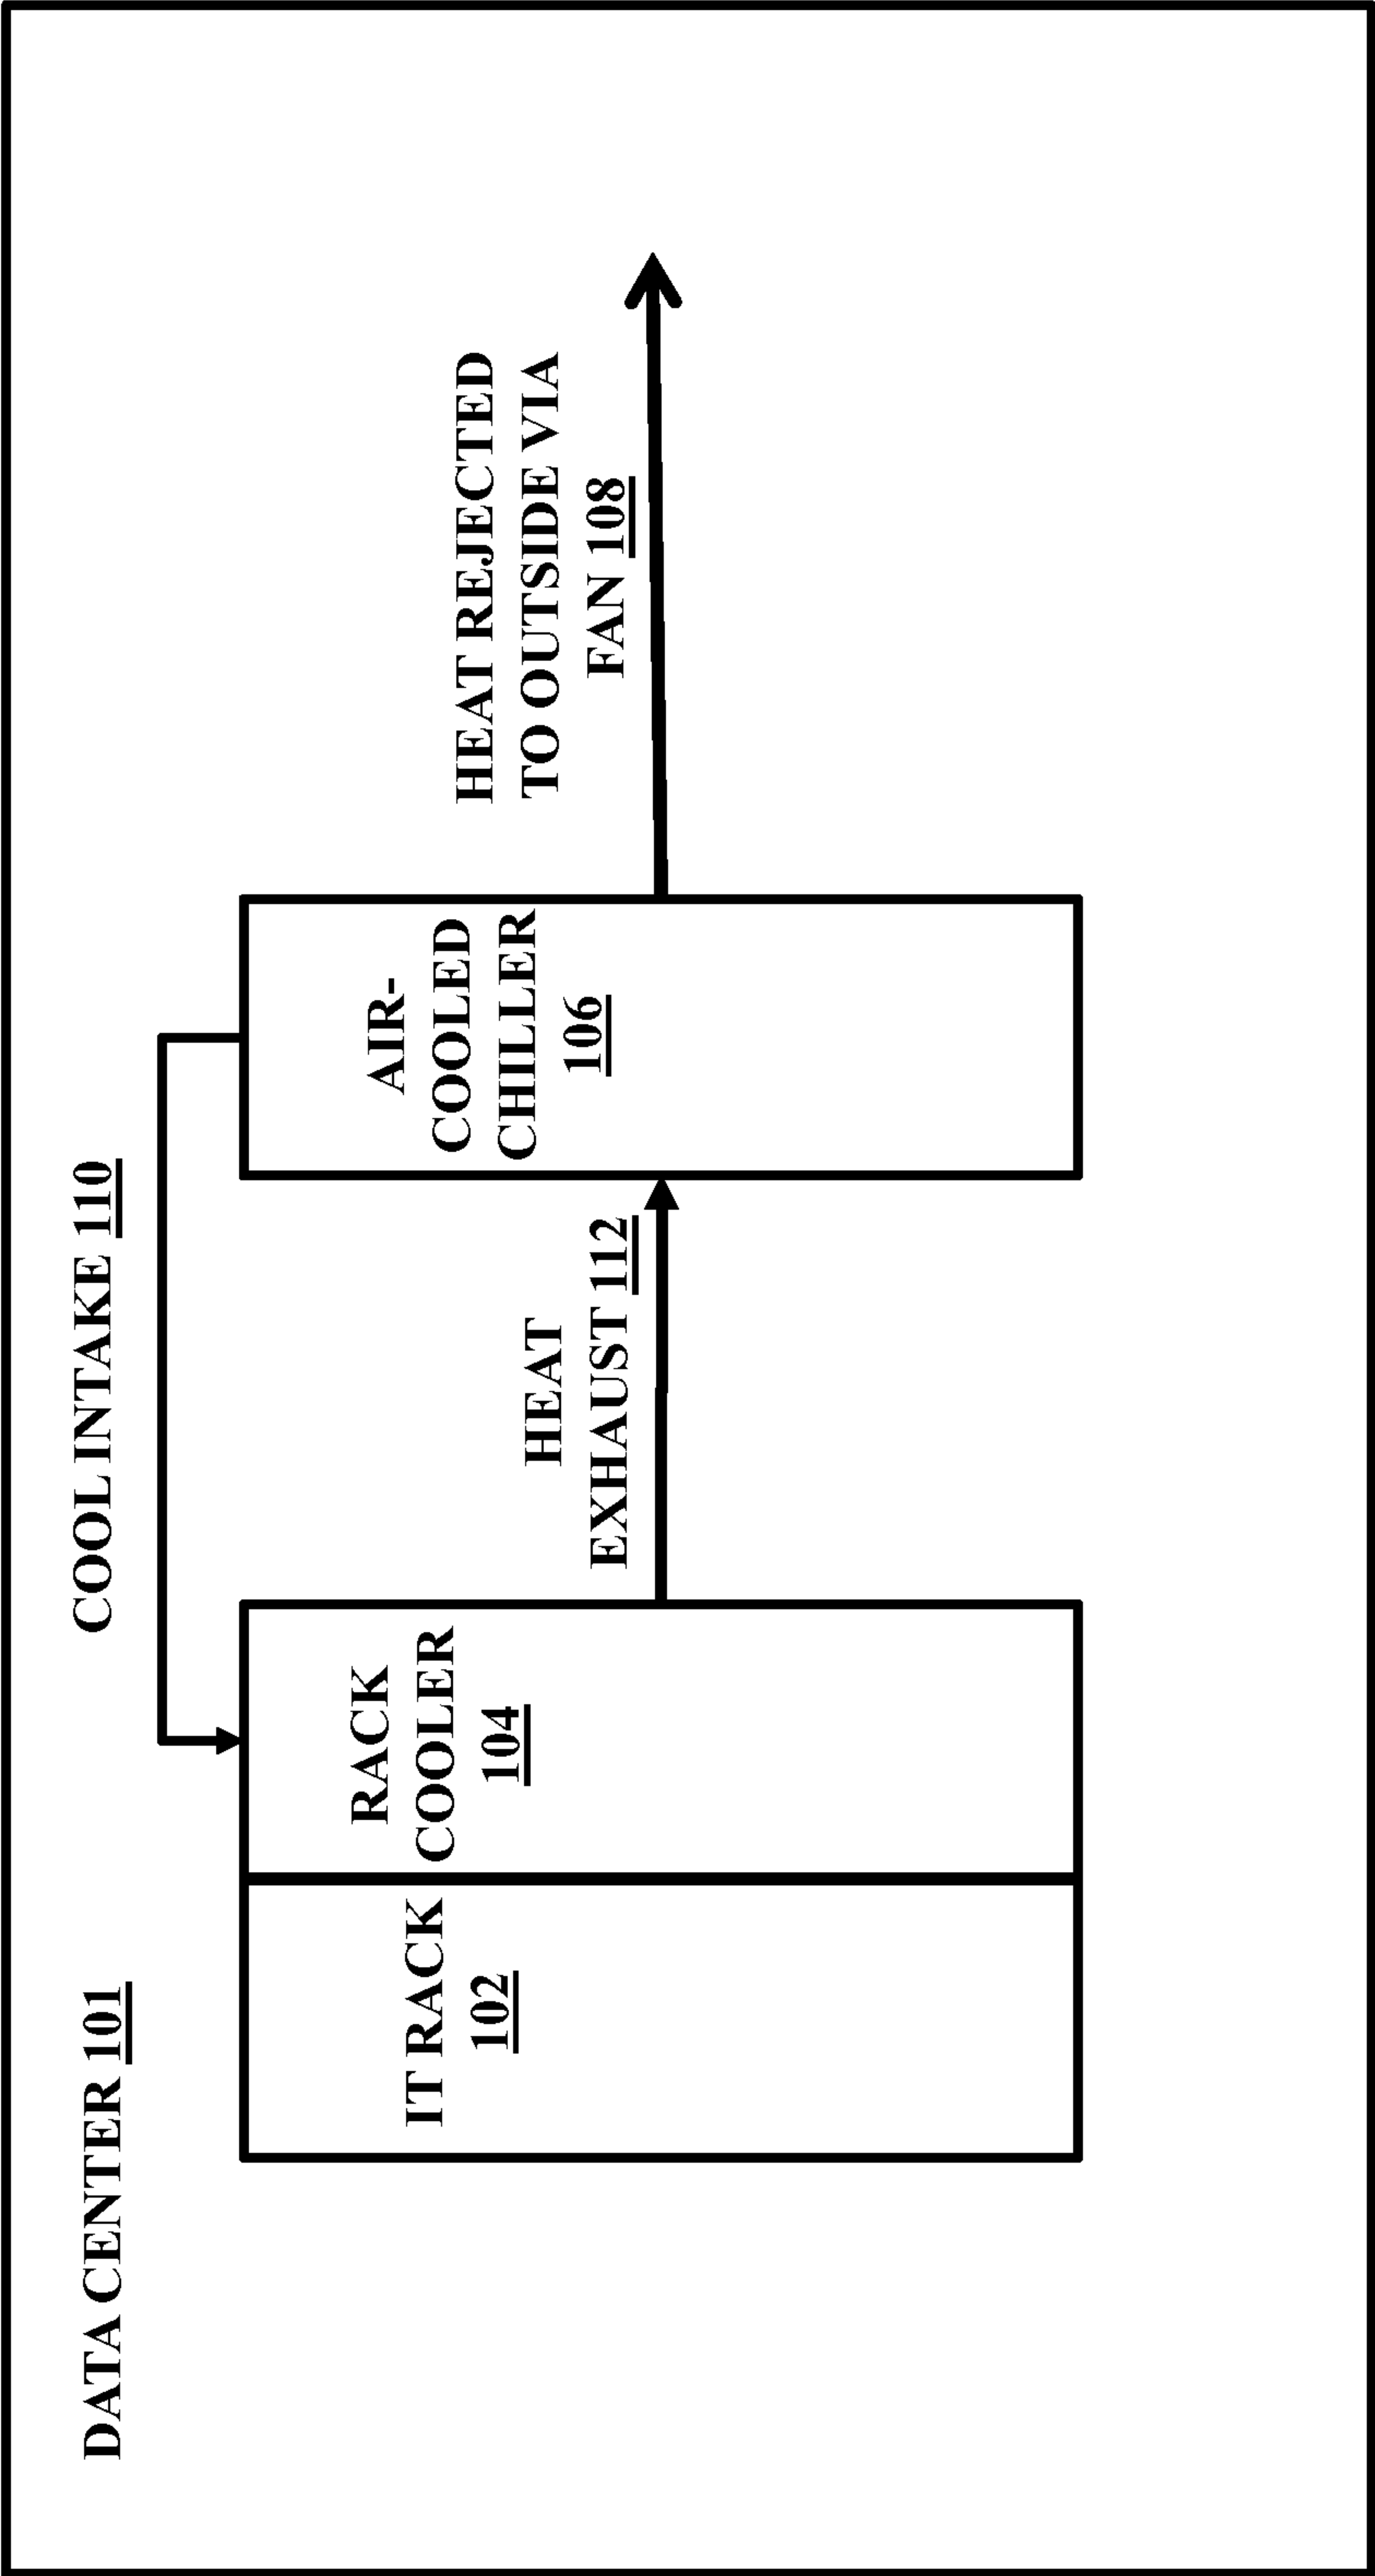 DATA CENTER 101
COOL INTAKE 110
IT RACK
102
RACK
COOLER
104
HEAT
EXHAUST 112
AIR-
COOLED
CHILLER
106
HEAT REJECTED
TO OUTSIDE VIA
FAN 108